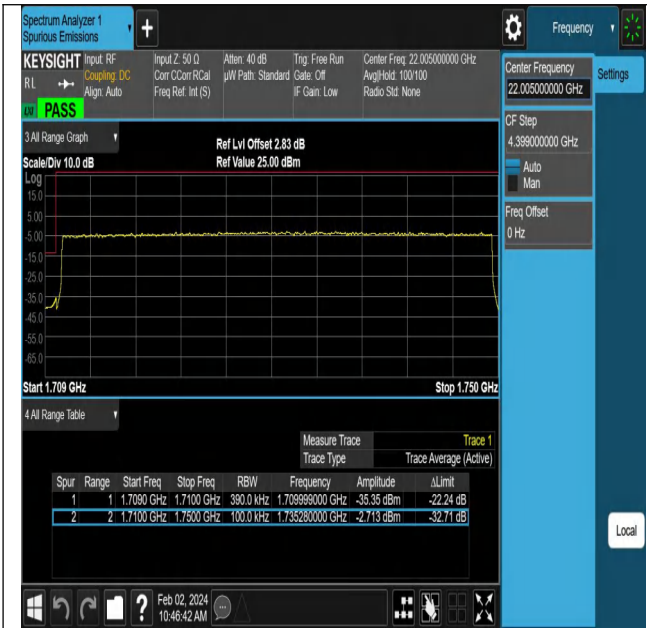 Spectrum Analyzer 1
Spurious Emissions
Frequency
KEYSIGHT Input: RF Input Z: 50 Ω Atten: 40 dB Trig: Free Run Center Freq: 22.005000000 GHz
RL Coupling: DC Corr CCorr RCal µW Path: Standard Gate: Off Avg|Hold: 100/100
Align: Auto Freq Ref: Int (S) IF Gain: Low Radio Std: None
PASS
Center Frequency
22.005000000 GHz
Settings
CF Step
4.399000000 GHz
Auto
Man
Freq Offset
0 Hz
3 All Range Graph
Ref Lvl Offset 2.83 dB
Scale/Div 10.0 dB Ref Value 25.00 dBm
Log
15.0
5.00
-5.00
-15.0
-25.0
-35.0
-45.0
-55.0
-65.0
Start 1.709 GHz Stop 1.750 GHz
4 All Range Table
Measure Trace Trace 1
Trace Type Trace Average (Active)
Spur Range Start Freq Stop Freq RBW Frequency Amplitude ΔLimit
1 1 1.7090 GHz 1.7100 GHz 390.0 kHz 1.709999000 GHz -35.35 dBm -22.24 dB
2 2 1.7100 GHz 1.7500 GHz 100.0 kHz 1.735280000 GHz -2.713 dBm -32.71 dB
Local
? Feb 02, 2024
10:46:42 AM